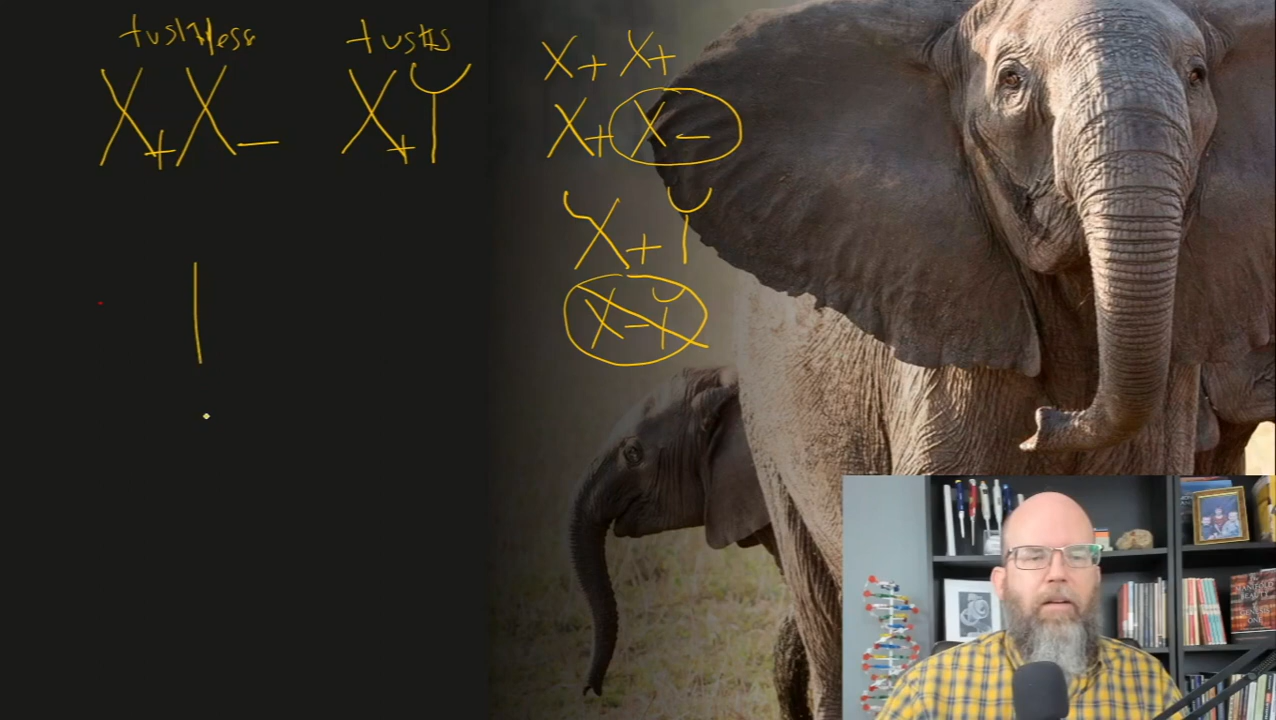 tuskless tusks
X+X- X+Y
X+ X+
X+ X-
X+Y
X-Y